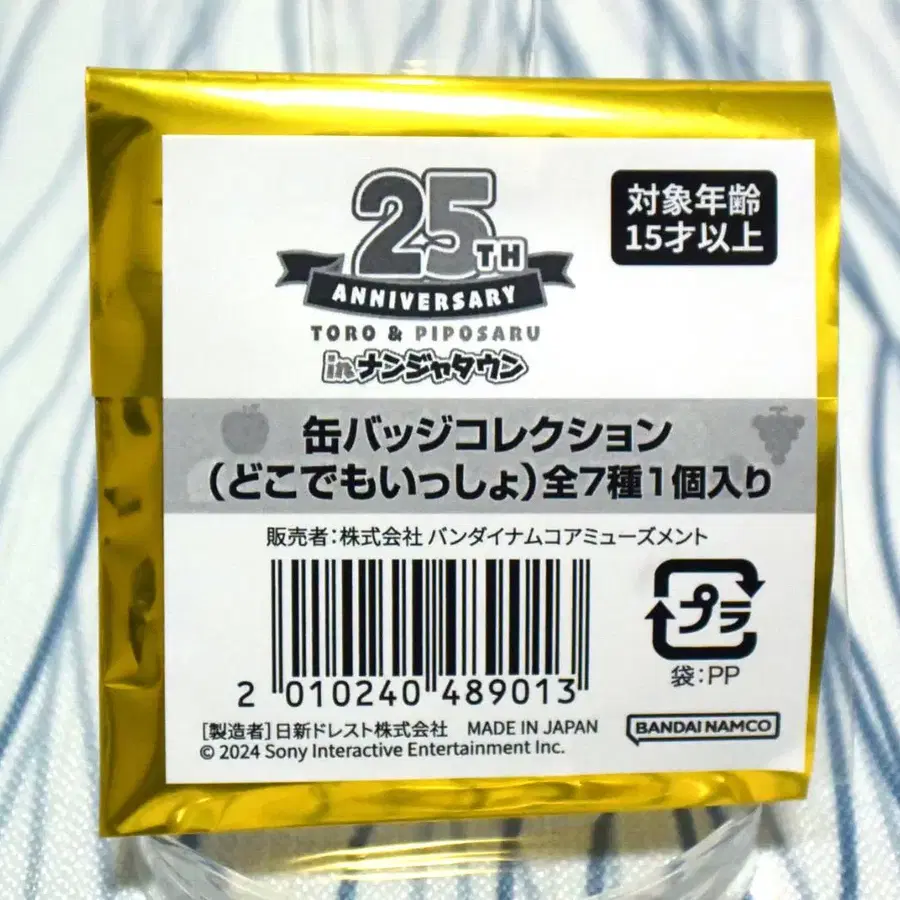 25TH
ANNIVERSARY
TORO & PIPOSARU
inナンジャタウン
対象年齢
15才以上
缶バッジコレクション
(どこでもいっしょ)全7種1個入り
販売者:株式会社 バンダイナムコアミューズメント
2 010240 489013
プラ
袋:PP
[製造者]日新ドレスト株式会社 MADE IN JAPAN
© 2024 Sony Interactive Entertainment Inc.
BANDAI NAMCO